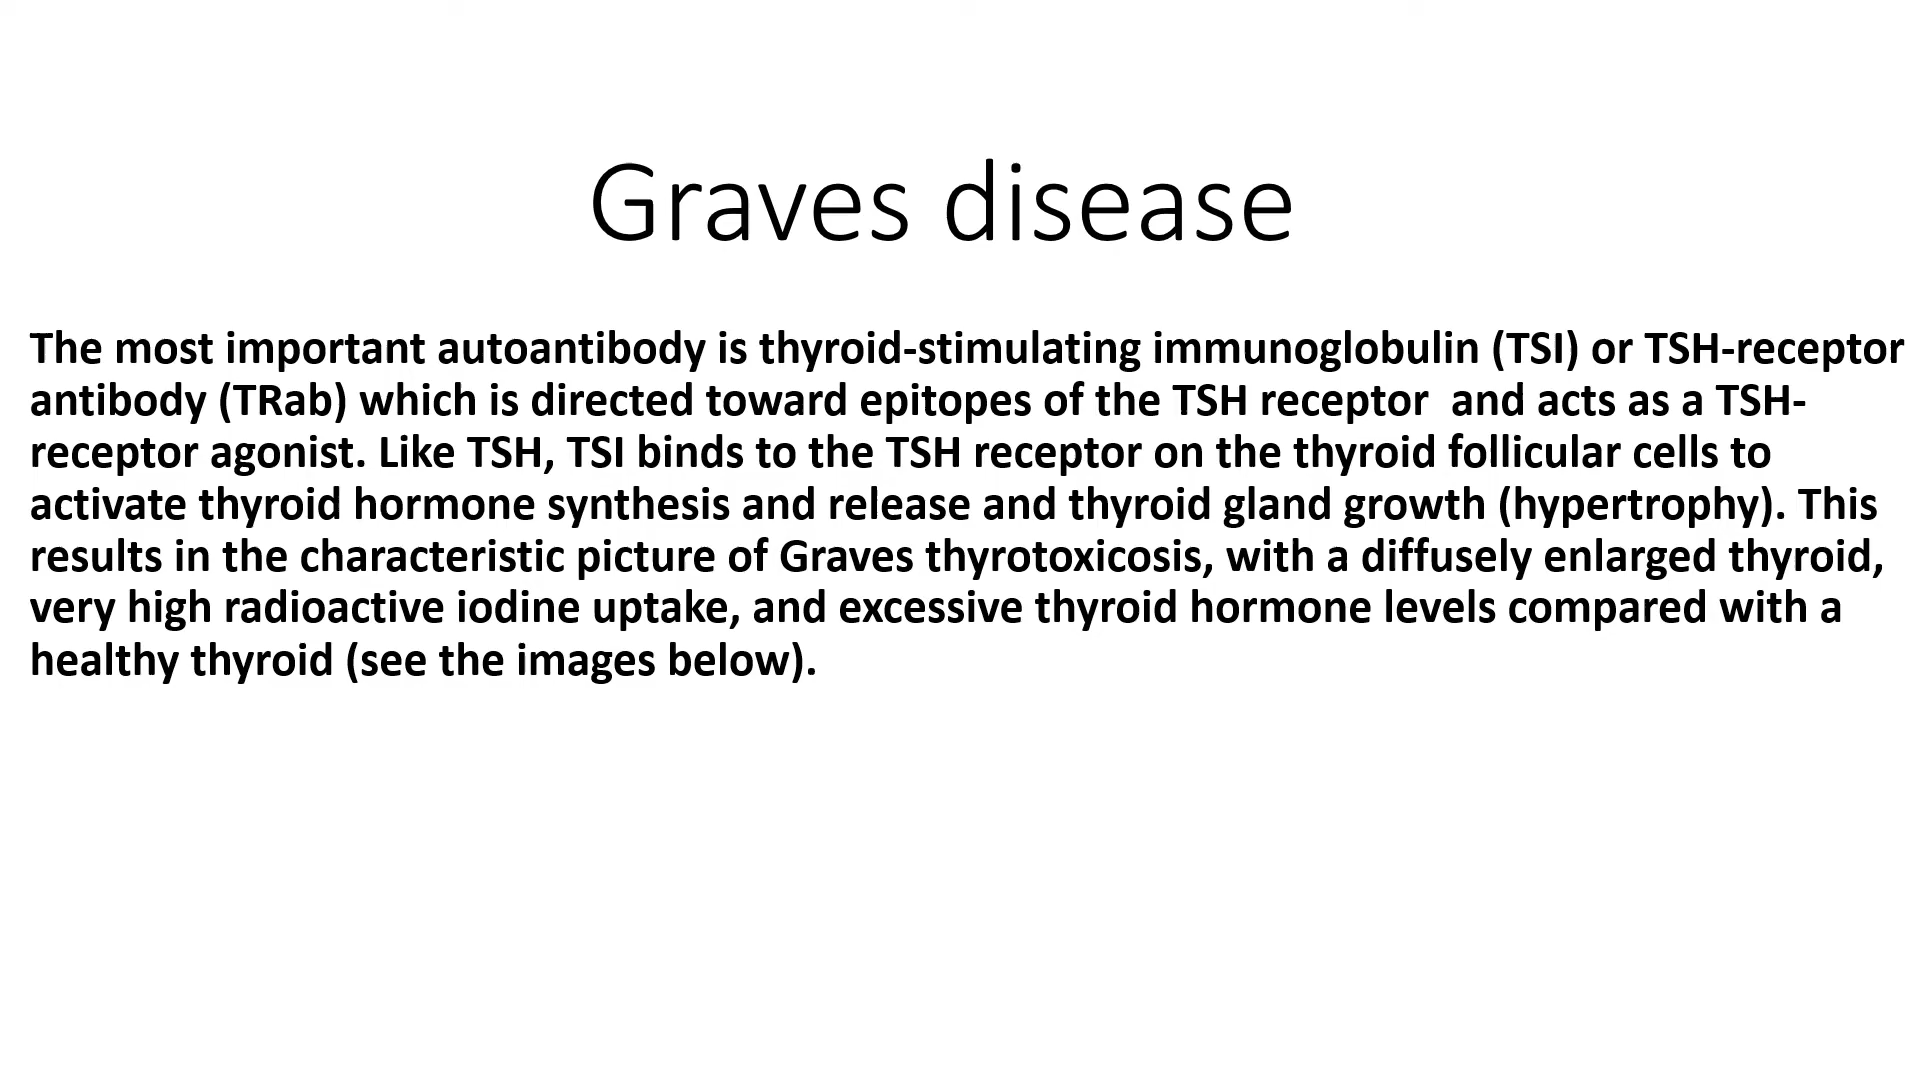 Graves disease
The most important autoantibody is thyroid-stimulating immunoglobulin (TSI) or TSH-receptor
antibody (TRab) which is directed toward epitopes of the TSH receptor  and acts as a TSH-
receptor agonist. Like TSH, TSI binds to the TSH receptor on the thyroid follicular cells to
activate thyroid hormone synthesis and release and thyroid gland growth (hypertrophy). This
results in the characteristic picture of Graves thyrotoxicosis, with a diffusely enlarged thyroid,
very high radioactive iodine uptake, and excessive thyroid hormone levels compared with a
healthy thyroid (see the images below).